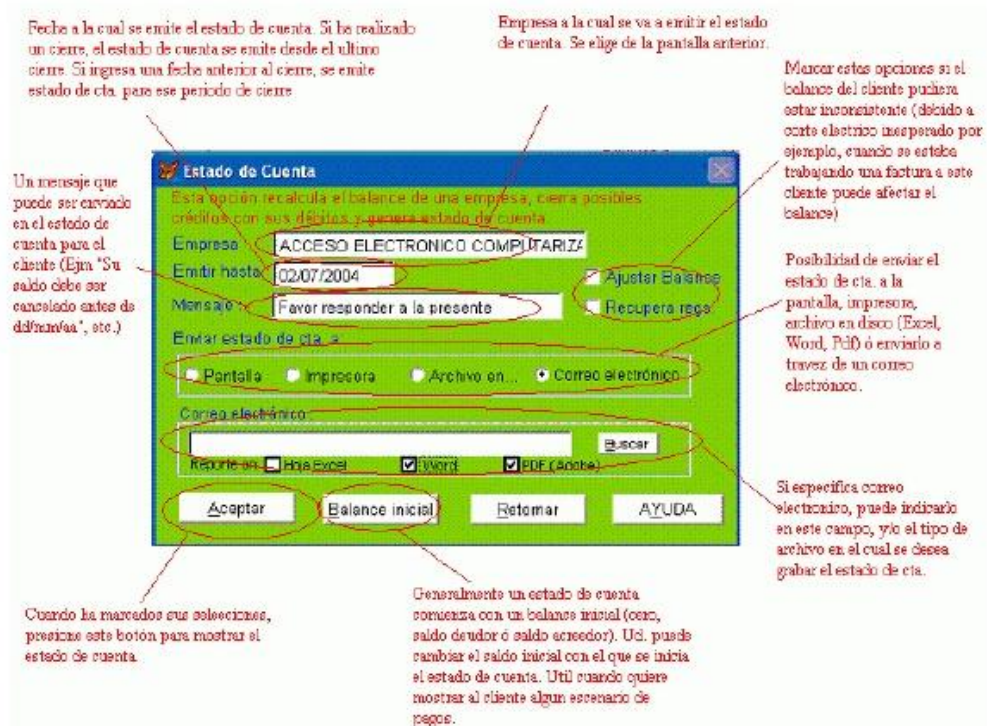 Fecha a la cual se emite el estado de cuenta. Si ha realizado
un cierre, el estado de cuenta se emite desde el ultimo
cierre. Si ingresa una fecha anterior al cierre, se emite
estado de cta. para ese periodo de cierre
Empresa a la cual se va a emitir el estado
de cuenta. Se elige de la pantalla anterior.
Marcar estas opciones si el
balance del cliente pudiera
estar inconsistente (debido a
corte electrico inesperado por
ejemplo, cuando se estaba
trabajando una factura a este
cliente puede afectar el
balance)
Un mensaje que
puede ser enviado
en el estado de
cuenta para el
cliente (Ejm "Su
saldo debe ser
cancelado antes de
dd/mm/aa", etc.)
Estado de Cuenta
Esta opción recalcula el balance de una empresa, cierra posibles
créditos con sus débitos y genera estado de cuenta
Empresa
ACCESO ELECTRONICO COMPUTARIZA
Emitir hasta
02/07/2004
Ajustar Balance
Mensaje :
Favor responder a la presente
Recupera regs
Enviar estado de cta. a
Pantalla
Impresora
Archivo en...
Correo electrónico
Correo electrónico
Buscar
Reporte en
Hoja Excel
Word
PDF (Adobe)
Aceptar
Balance inicial
Retornar
AYUDA
Posibilidad de enviar el
estado de cta. a la
pantalla, impresora,
archivo en disco (Excel,
Word, Pdf) ó enviarlo a
travez de un correo
electrónico.
Si especifica correo
electronico, puede indicarlo
en este campo, y/o el tipo de
archivo en el cual se desea
grabar el estado de cta.
Cuando ha marcados sus selecciones,
presione este botón para mostrar el
estado de cuenta
Generalmente un estado de cuenta
comienza con un balance inicial (cero,
saldo deudor ó saldo acreedor). Ud. puede
cambiar el saldo inicial con el que se inicia
el estado de cuenta. Util cuando quiere
mostrar al cliente algun escenario de
pagos.